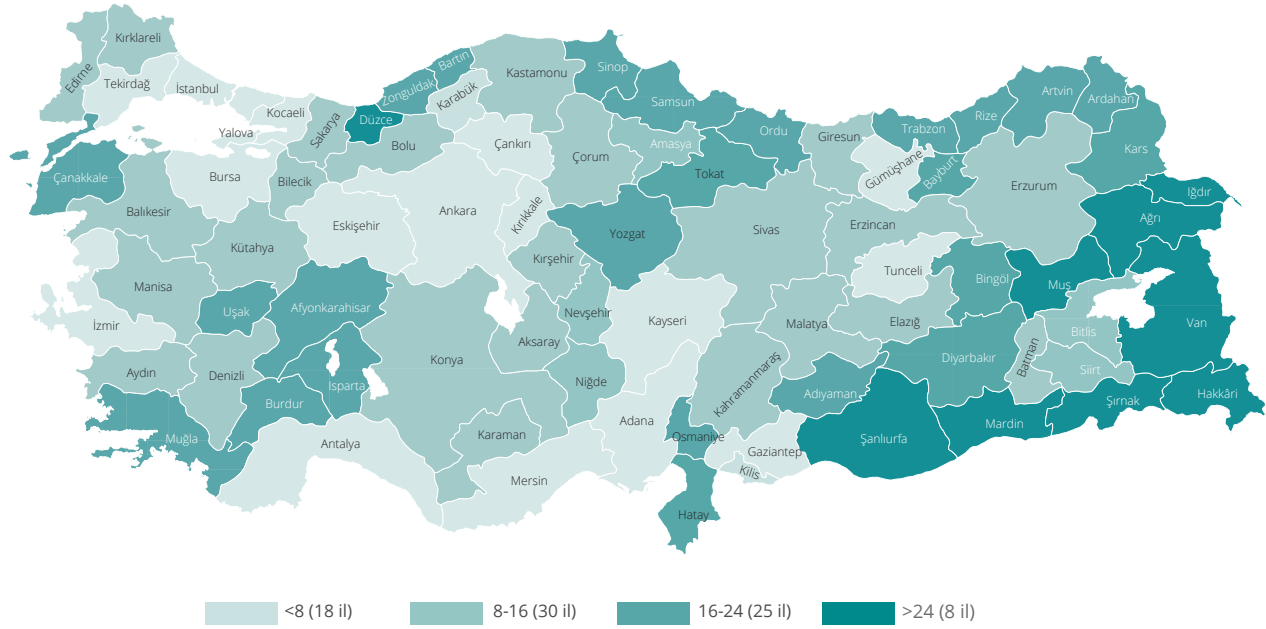 Kırklareli
Edirne
Tekirdağ
İstanbul
Kocaeli
Yalova
Sakarya
Düzce
Zonguldak
Bartın
Karabük
Kastamonu
Sinop
Samsun
Çankırı
Bolu
Çorum
Amasya
Ordu
Tokat
Giresun
Gümüşhane
Trabzon
Bayburt
Rize
Artvin
Ardahan
Kars
Erzurum
Iğdır
Ağrı
Çanakkale
Bursa
Bilecik
Balıkesir
Eskişehir
Ankara
Kırıkkale
Yozgat
Sivas
Erzincan
Kütahya
Kırşehir
Tunceli
Bingöl
Muş
Manisa
Uşak
Afyonkarahisar
Nevşehir
Kayseri
Malatya
Elazığ
Bitlis
Van
İzmir
Aksaray
Konya
Aydın
Denizli
Isparta
Niğde
Kahramanmaraş
Adıyaman
Diyarbakır
Batman
Siirt
Burdur
Şırnak
Hakkâri
Muğla
Antalya
Karaman
Adana
Osmaniye
Gaziantep
Şanlıurfa
Mardin
Mersin
Kilis
Hatay
<8 (18 il)
8-16 (30 il)
16-24 (25 il)
>24 (8 il)